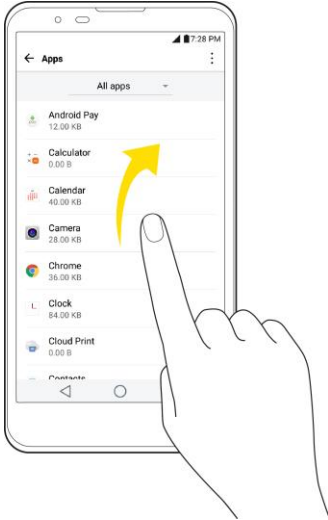 7:28 PM
Apps
All apps
Android Pay
12.00 KB
Calculator
0.00 B
Calendar
40.00 KB
Camera
28.00 KB
Chrome
36.00 KB
Clock
84.00 KB
Cloud Print
0.00 B
Contacts